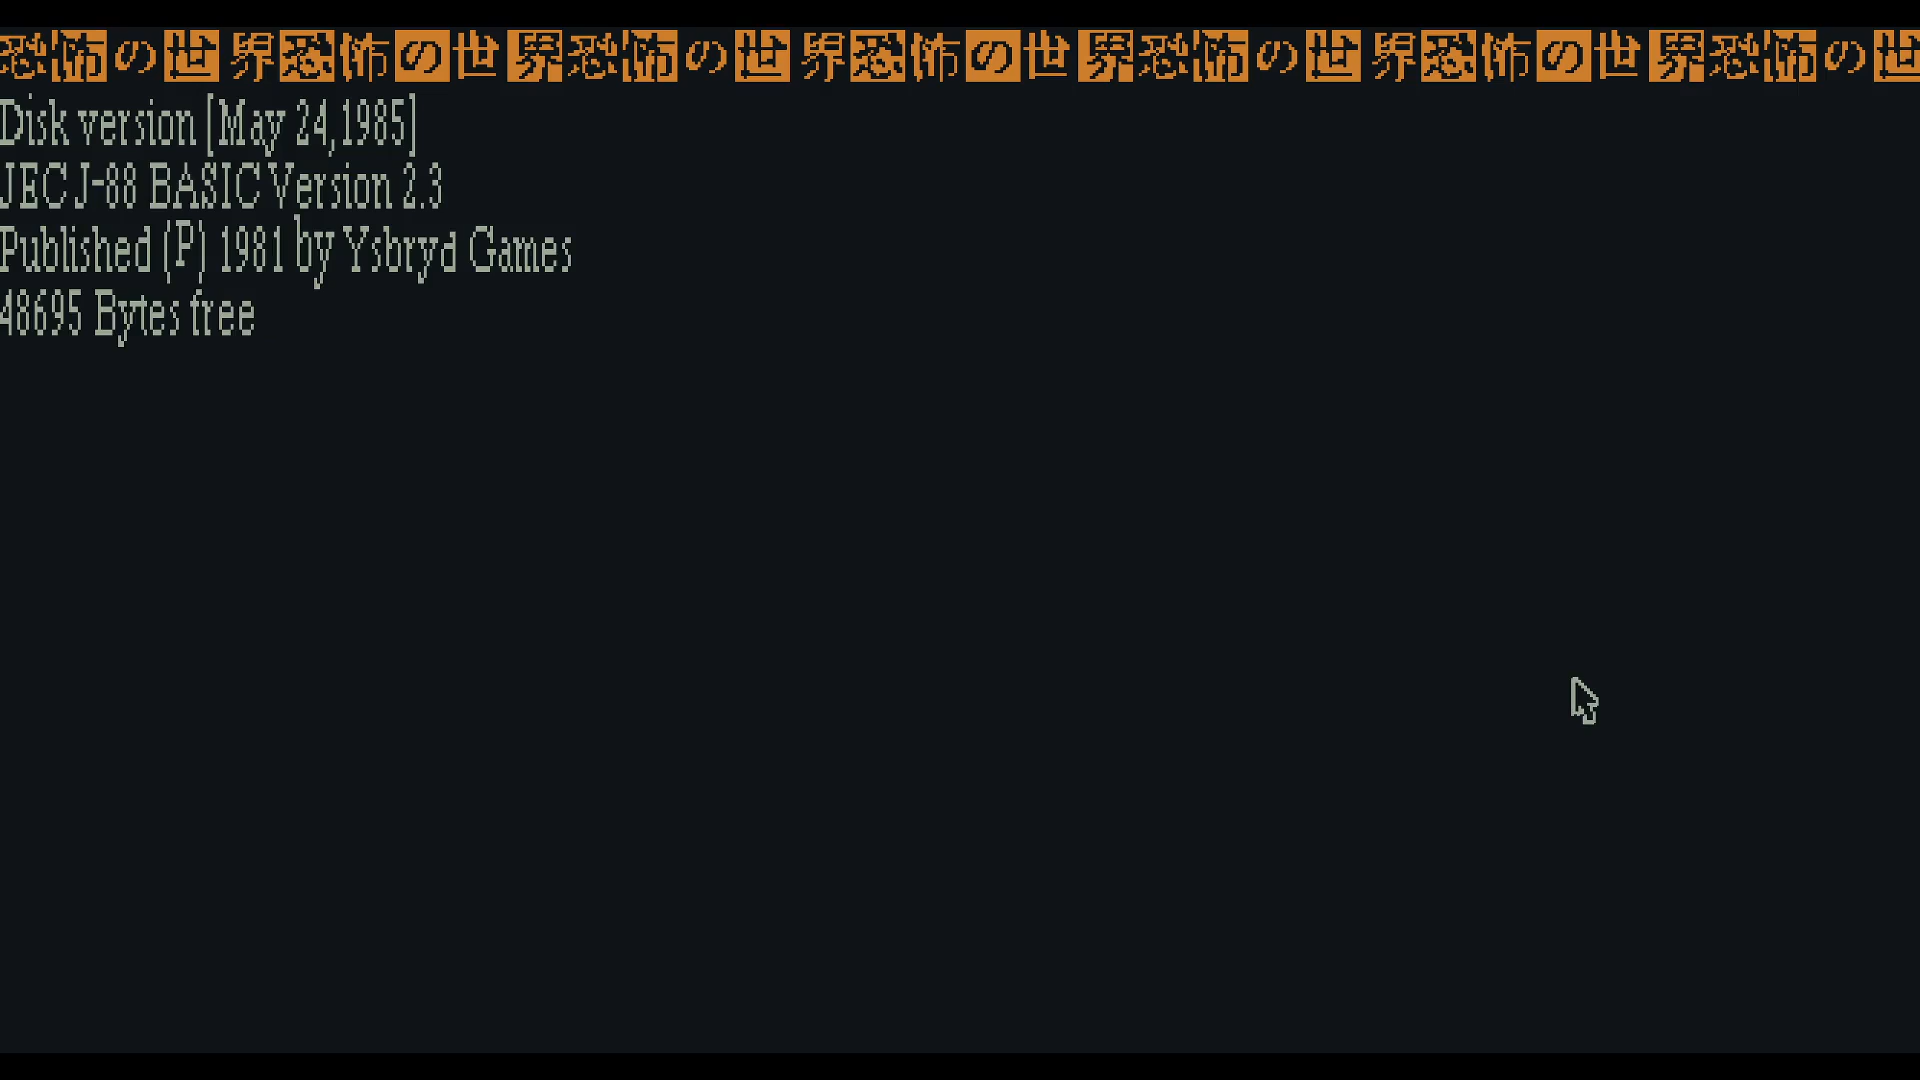 恐怖の世界恐怖の世界恐怖の世界恐怖の世界恐怖の世界恐怖の世界恐怖の世
Disk version [May 24,1985]
JEC J-88 BASIC Version 2.3
Published (P) 1981 by Ysbryd Games
48695 Bytes free